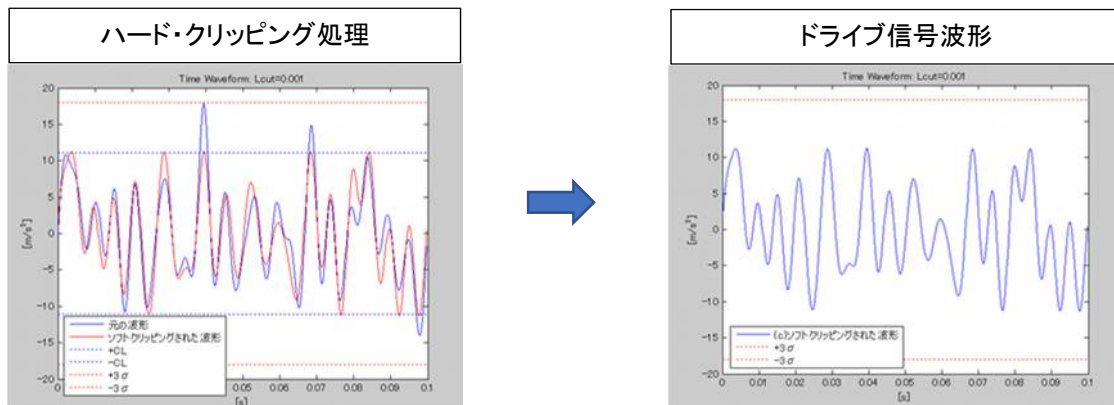 ハード・クリッピング処理
Time Waveform: Lcut=0.001
20
15
10
5
0
-5
-10
-15
-20
[m/s²]
元の波形
ソフトクリッピングされた波形
+CL
-CL
+3σ
-3σ
0.05
0.06
0.07
0.08
0.09
0.1
[s]
ドライブ信号波形
Time Waveform: Lcut=0.001
20
15
10
5
0
-5
-10
-15
-20
[m/s²]
(c)ソフトクリッピングされた波形
+3σ
-3σ
0
0.01
0.02
0.03
0.04
0.05
0.06
0.07
0.08
0.09
0.1
[s]